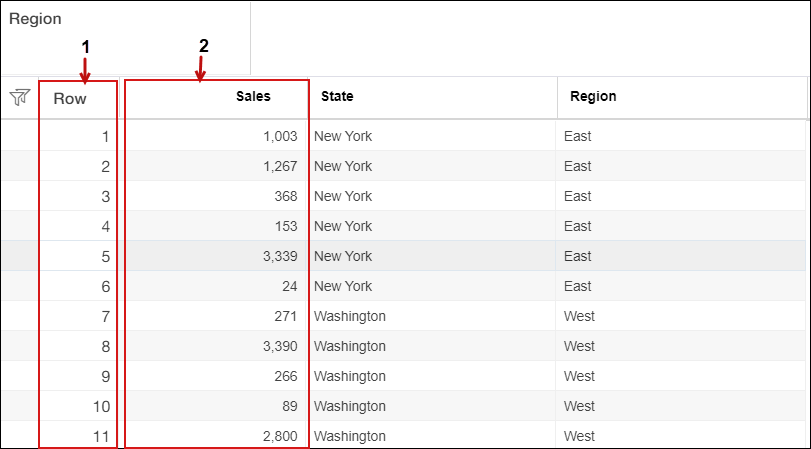 Region
1 2
Row Sales State Region
1 1,003 New York East
2 1,267 New York East
3 368 New York East
4 153 New York East
5 3,339 New York East
6 24 New York East
7 271 Washington West
8 3,390 Washington West
9 266 Washington West
10 89 Washington West
11 2,800 Washington West